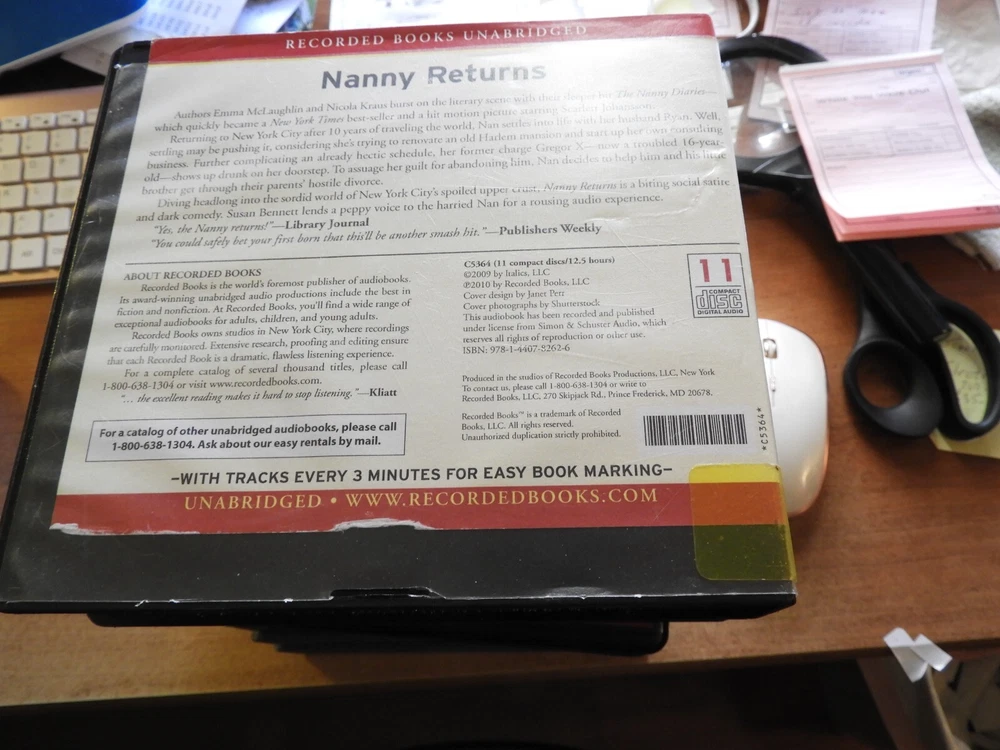 RECORDED BOOKS UNABRIDGED
Nanny Returns
Authors Emma McLaughlin and Nicola Kraus burst on the literary scene with their sleeper hit The Nanny Diaries—
which quickly became a New York Times best-seller and a hit motion picture starring Scarlett Johansson.
Returning to New York City after 10 years of traveling the world, Nan settles into life with her husband Ryan. Well,
settling may be pushing it, considering she's trying to renovate an old Harlem mansion and start up her own consulting
business. Further complicating an already hectic schedule, her former charge Gregor X—now a troubled 16-year-
old—shows up drunk on her doorstep. To assuage her guilt for abandoning him, Nan decides to help him and his little
brother get through their parents' hostile divorce.
Diving headlong into the sordid world of New York City's spoiled upper crust, Nanny Returns is a biting social satire
and dark comedy. Susan Bennett lends a peppy voice to the harried Nan for a rousing audio experience.
"Yes, the Nanny returns!"—Library Journal
"You could safely bet your first born that this'll be another smash hit."—Publishers Weekly
ABOUT RECORDED BOOKS
Recorded Books is the world's foremost publisher of audiobooks.
Its award-winning unabridged audio productions include the best in
fiction and nonfiction. At Recorded Books, you'll find a wide range of
exceptional audiobooks for adults, children, and young adults.
Recorded Books owns studios in New York City, where recordings
are carefully monitored. Extensive research, proofing and editing ensure
that each Recorded Book is a dramatic, flawless listening experience.
For a complete catalog of several thousand titles, please call
1-800-638-1304 or visit www.recordedbooks.com.
"... the excellent reading makes it hard to stop listening."—Kliatt
For a catalog of other unabridged audiobooks, please call
1-800-638-1304. Ask about our easy rentals by mail.
C5364 (11 compact discs/12.5 hours)
©2009 by Italics, LLC
℗2010 by Recorded Books, LLC
Cover design by Janet Perr
Cover photographs by Shutterstock
This audiobook has been recorded and published
under license from Simon & Schuster Audio, which
reserves all rights of reproduction or other use.
ISBN: 978-1-4407-8262-6
11
COMPACT
disc
DIGITAL AUDIO
Produced in the studios of Recorded Books Productions, LLC, New York
To contact us, please call 1-800-638-1304 or write to
Recorded Books, LLC, 270 Skipjack Rd., Prince Frederick, MD 20678.
Recorded Books™ is a trademark of Recorded
Books, LLC. All rights reserved.
Unauthorized duplication strictly prohibited.
*C5364*
–WITH TRACKS EVERY 3 MINUTES FOR EASY BOOK MARKING–
UNABRIDGED • WWW.RECORDEDBOOKS.COM